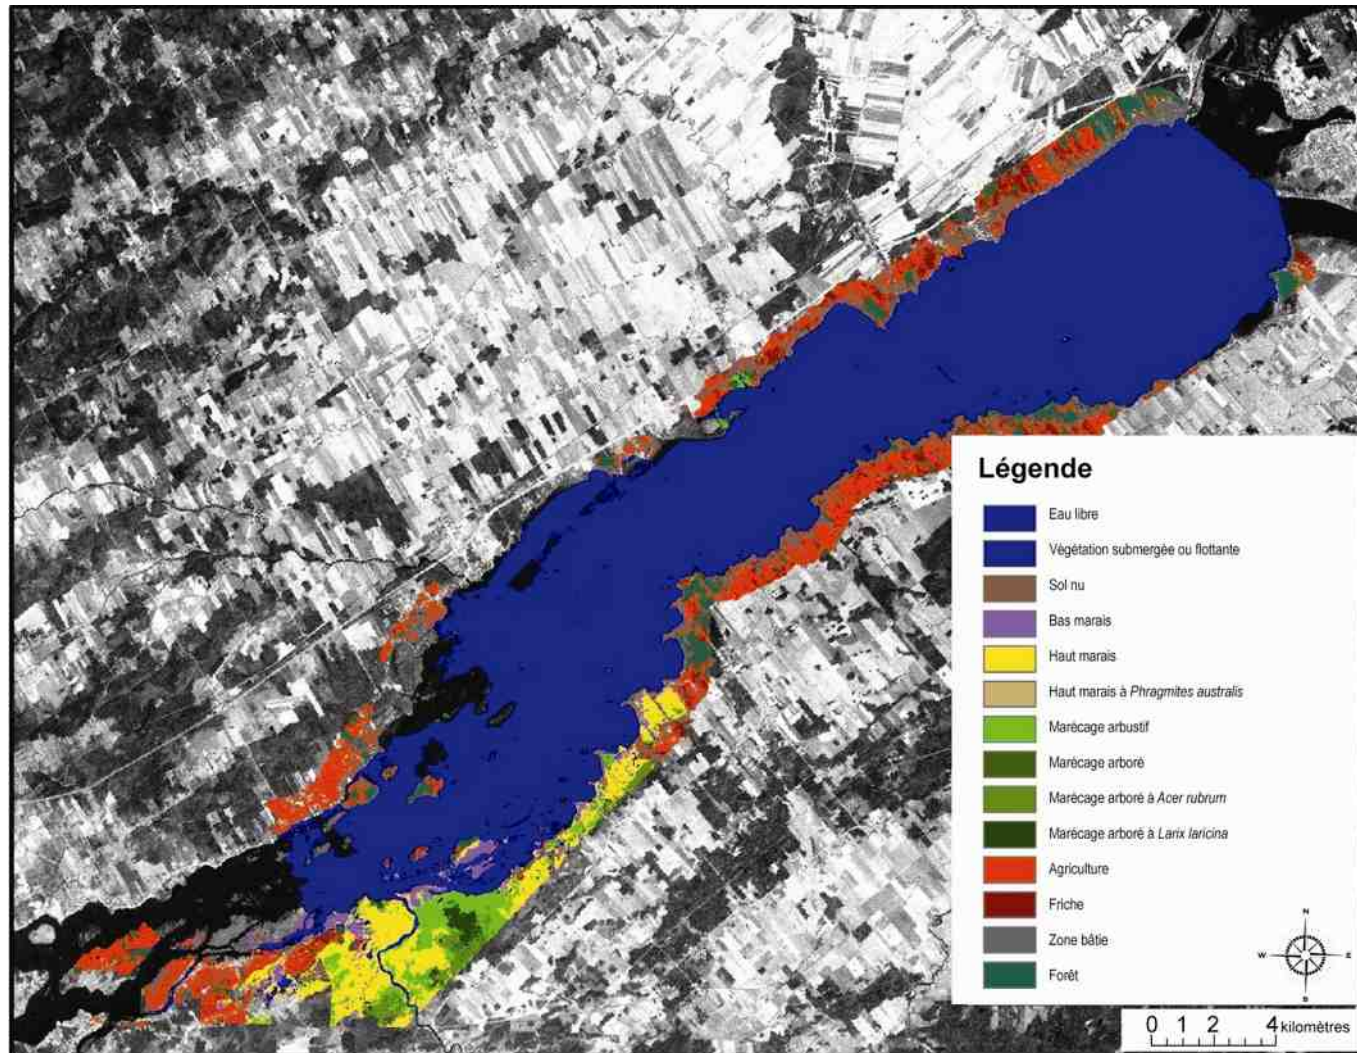 Légende
Eau libre
Végétation submergée ou flottante
Sol nu
Bas marais
Haut marais
Haut marais à Phragmites australis
Marécage arbustif
Marécage arboré
Marécage arboré à Acer rubrum
Marécage arboré à Larix laricina
Agriculture
Friche
Zone bâtie
Forêt
N
W E
S
0 1 2 4 kilomètres